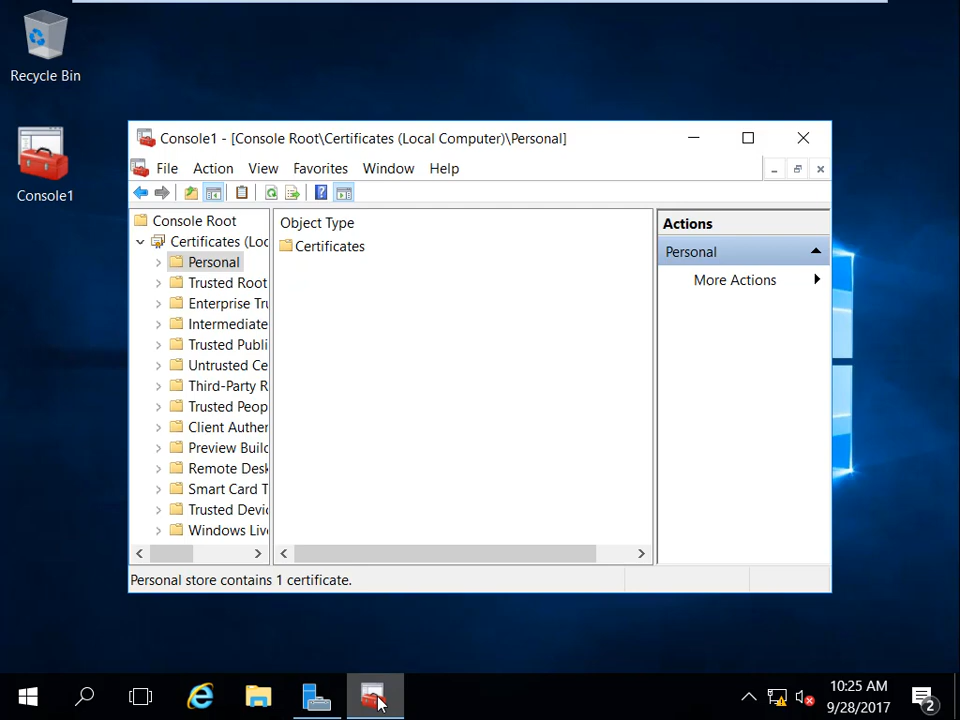 Recycle Bin
Console1
Console1 - [Console Root\Certificates (Local Computer)\Personal]
File Action View Favorites Window Help
Console Root
Certificates (Loc
Personal
Trusted Root
Enterprise Tru
Intermediate
Trusted Publi
Untrusted Ce
Third-Party R
Trusted Peop
Client Auther
Preview Build
Remote Desk
Smart Card T
Trusted Devic
Windows Live
Object Type
Certificates
Actions
Personal
More Actions
Personal store contains 1 certificate.
10:25 AM
9/28/2017
2